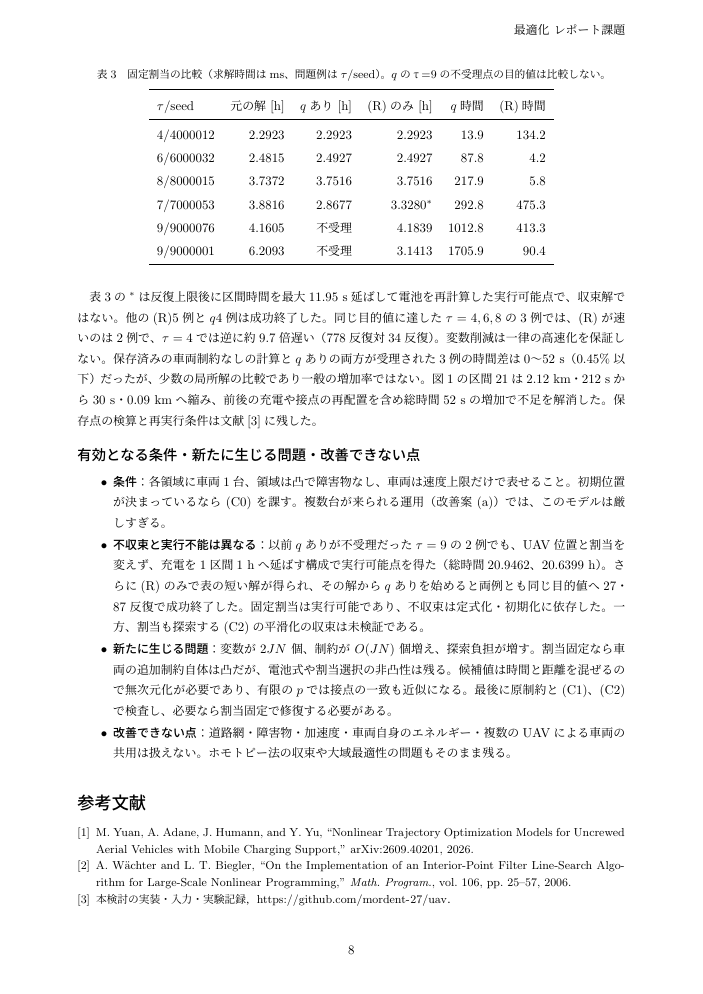 最適化 レポート課題
表 3　固定割当の比較（求解時間は ms、問題例は τ/seed）。q の τ=9 の不受理点の目的値は比較しない。
τ/seed　元の解 [h]　q あり [h]　(R) のみ [h]　q 時間　(R) 時間
4/4000012　2.2923　2.2923　2.2923　13.9　134.2
6/6000032　2.4815　2.4927　2.4927　87.8　4.2
8/8000015　3.7372　3.7516　3.7516　217.9　5.8
7/7000053　3.8816　2.8677　3.3280*　292.8　475.3
9/9000076　4.1605　不受理　4.1839　1012.8　413.3
9/9000001　6.2093　不受理　3.1413　1705.9　90.4
表 3 の * は反復上限後に区間時間を最大 11.95 s 延ばして電池を再計算した実行可能点で、収束解で
はない。他の (R)5 例と q4 例は成功終了した。同じ目的値に達した τ = 4, 6, 8 の 3 例では、(R) が速
いのは 2 例で、τ = 4 では逆に約 9.7 倍遅い（778 反復対 34 反復）。変数削減は一律の高速化を保証し
ない。保存済みの車両制約なしの計算と q ありの両方が受理された 3 例の時間差は 0〜52 s（0.45% 以
下）だったが、少数の局所解の比較であり一般の増加率ではない。図 1 の区間 21 は 2.12 km・212 s か
ら 30 s・0.09 km へ縮み、前後の充電や接点の再配置を含め総時間 52 s の増加で不足を解消した。保
存点の検算と再実行条件は文献 [3] に残した。
有効となる条件・新たに生じる問題・改善できない点
• 条件：各領域に車両 1 台、領域は凸で障害物なし、車両は速度上限だけで表せること。初期位置
が決まっているなら (C0) を課す。複数台が来られる運用（改善案 (a)）では、このモデルは厳
しすぎる。
• 不収束と実行不能は異なる：以前 q ありが不受理だった τ = 9 の 2 例でも、UAV 位置と割当を
変えず、充電を 1 区間 1 h へ延ばす構成で実行可能点を得た（総時間 20.9462、20.6399 h）。さ
らに (R) のみで表の短い解が得られ、その解から q ありを始めると両例とも同じ目的値へ 27・
87 反復で成功終了した。固定割当は実行可能であり、不収束は定式化・初期化に依存した。一
方、割当も探索する (C2) の平滑化の収束は未検証である。
• 新たに生じる問題：変数が 2JN 個、制約が O(JN) 個増え、探索負担が増す。割当固定なら車
両の追加制約自体は凸だが、電池式や割当選択の非凸性は残る。候補値は時間と距離を混ぜるの
で無次元化が必要であり、有限の p では接点の一致も近似になる。最後に原制約と (C1)、(C2)
で検査し、必要なら割当固定で修復する必要がある。
• 改善できない点：道路網・障害物・加速度・車両自身のエネルギー・複数の UAV による車両の
共用は扱えない。ホモトピー法の収束や大域最適性の問題もそのまま残る。
参考文献
[1] M. Yuan, A. Adane, J. Humann, and Y. Yu, “Nonlinear Trajectory Optimization Models for Uncrewed
Aerial Vehicles with Mobile Charging Support,” arXiv:2609.40201, 2026.
[2] A. Wächter and L. T. Biegler, “On the Implementation of an Interior-Point Filter Line-Search Algo-
rithm for Large-Scale Nonlinear Programming,” Math. Program., vol. 106, pp. 25–57, 2006.
[3] 本検討の実装・入力・実験記録, https://github.com/mordent-27/uav.
8